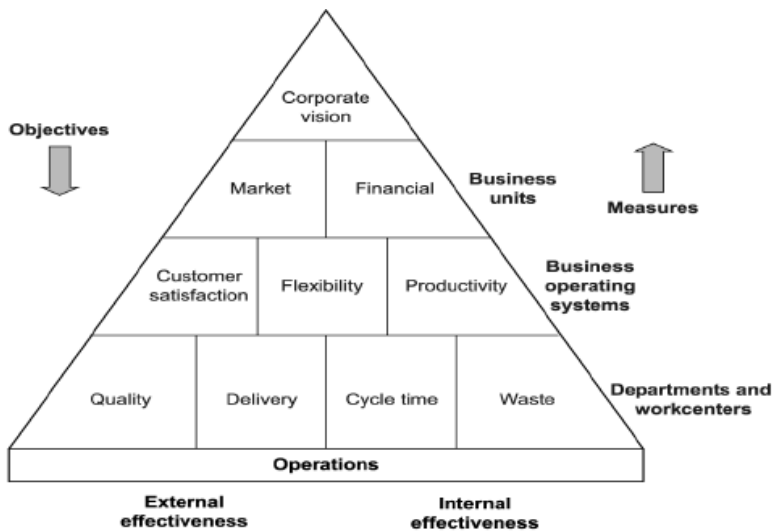 Corporate
vision
Objectives
Market
Financial
Business
units
Measures
Customer
satisfaction
Flexibility
Productivity
Business
operating
systems
Quality
Delivery
Cycle time
Waste
Departments and
workcenters
Operations
External
effectiveness
Internal
effectiveness